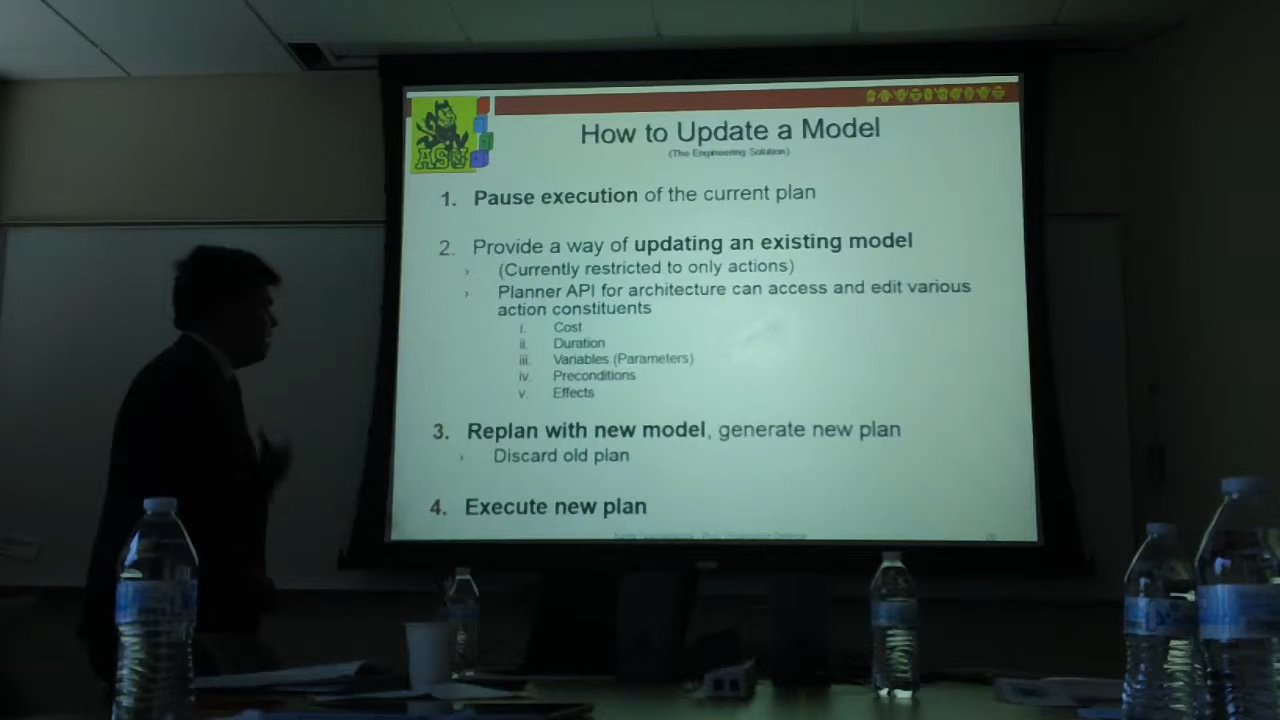 ASU
How to Update a Model
(The Engineering Solution)
1. Pause execution of the current plan
2. Provide a way of updating an existing model
› (Currently restricted to only actions)
› Planner API for architecture can access and edit various
action constituents
i. Cost
ii. Duration
iii. Variables (Parameters)
iv. Preconditions
v. Effects
3. Replan with new model, generate new plan
› Discard old plan
4. Execute new plan